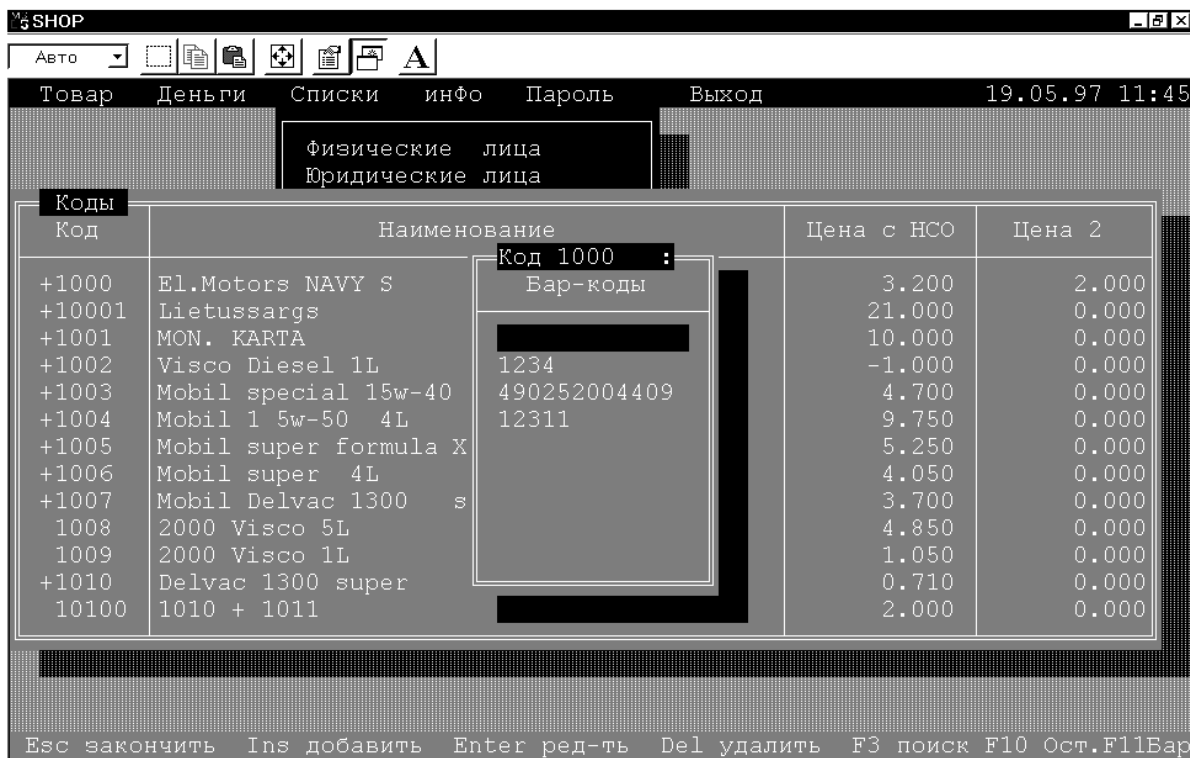 SHOP
Авто A
Товар Деньги Списки инФо Пароль Выход 19.05.97 11:45
Физические лица
Юридические лица
Коды
Код Наименование Цена с НСО Цена 2
Код 1000 :
Бар-коды
+1000 El.Motors NAVY S 3.200 2.000
+10001 Lietussargs 21.000 0.000
+1001 MON. KARTA 10.000 0.000
+1002 Visco Diesel 1L 1234 -1.000 0.000
+1003 Mobil special 15w-40 490252004409 4.700 0.000
+1004 Mobil 1 5w-50 4L 12311 9.750 0.000
+1005 Mobil super formula X 5.250 0.000
+1006 Mobil super 4L 4.050 0.000
+1007 Mobil Delvac 1300 s 3.700 0.000
1008 2000 Visco 5L 4.850 0.000
1009 2000 Visco 1L 1.050 0.000
+1010 Delvac 1300 super 0.710 0.000
10100 1010 + 1011 2.000 0.000
Esc закончить Ins добавить Enter ред-ть Del удалить F3 поиск F10 Ост.F11Бар